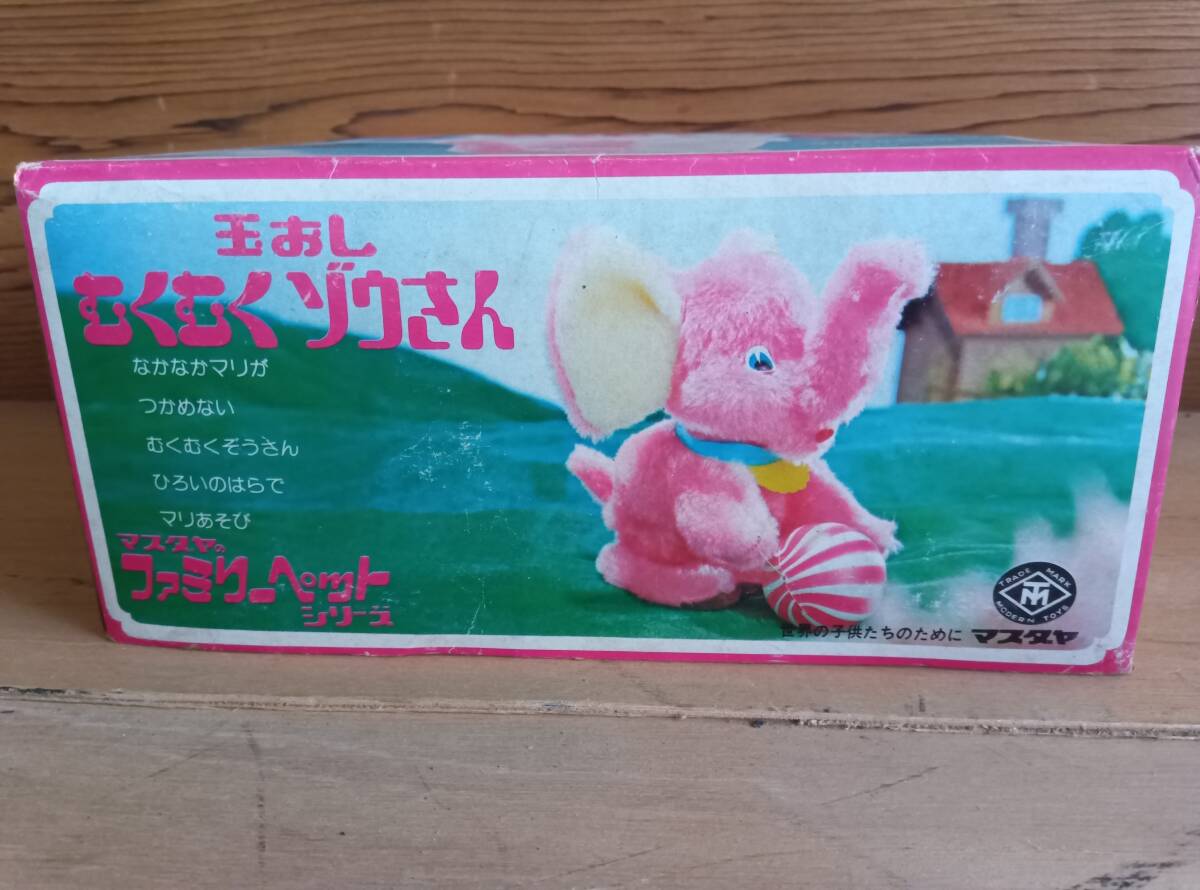 玉おし
むくむくゾウさん
なかなかマリが
つかめない
むくむくぞうさん
ひろいのはらで
マリあそび
マスダヤの
ファミリーペット
シリーズ
TRADE MARK
TM
MODERN TOYS
世界の子供たちのために マスダヤ